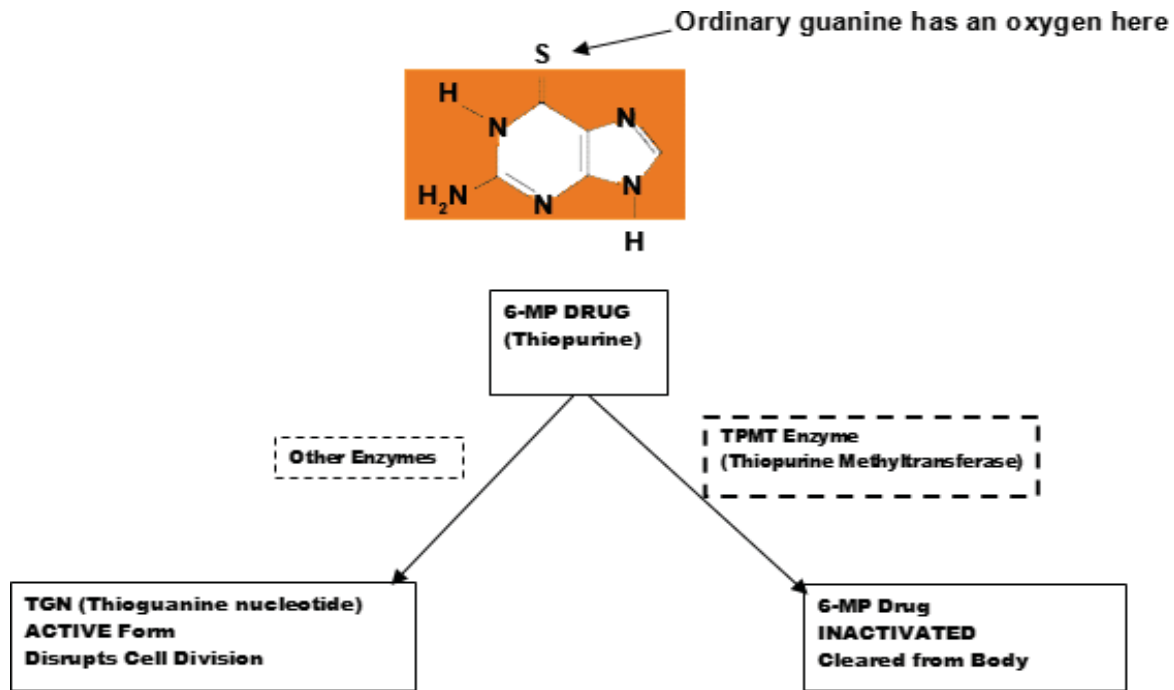 Ordinary guanine has an oxygen here
S
H
N
N
H₂N
N
N
H
6-MP DRUG
(Thiopurine)
Other Enzymes
TPMT Enzyme
(Thiopurine Methyltransferase)
TGN (Thioguanine nucleotide)
ACTIVE Form
Disrupts Cell Division
6-MP Drug
INACTIVATED
Cleared from Body